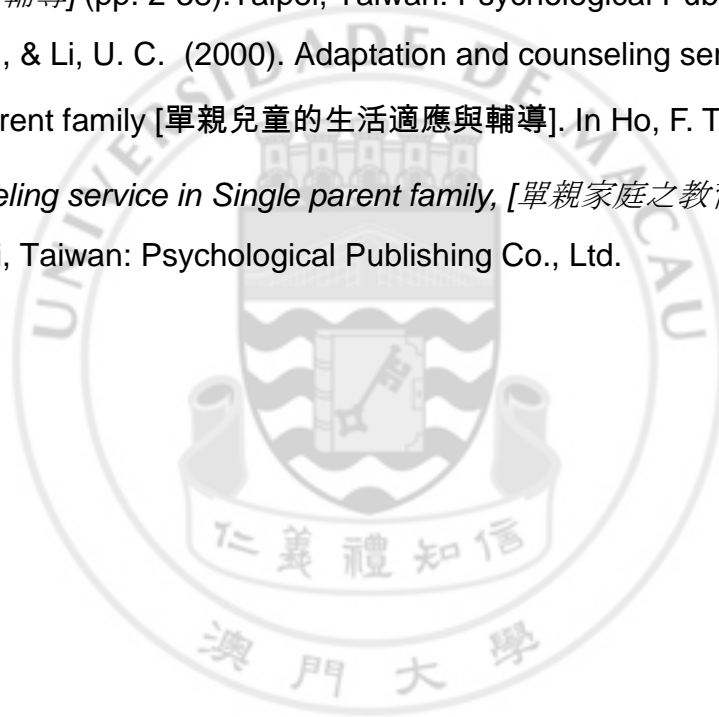 輔導] (pp. 2-38).Taipei, Taiwan: Psychological Pub
, & Li, U. C. (2000). Adaptation and counseling ser
rent family [單親兒童的生活適應與輔導]. In Ho, F. T
eling service in Single parent family, [單親家庭之教
i, Taiwan: Psychological Publishing Co., Ltd.
UNIVERSIDADE DE MACAU
仁義禮知信
澳門大學